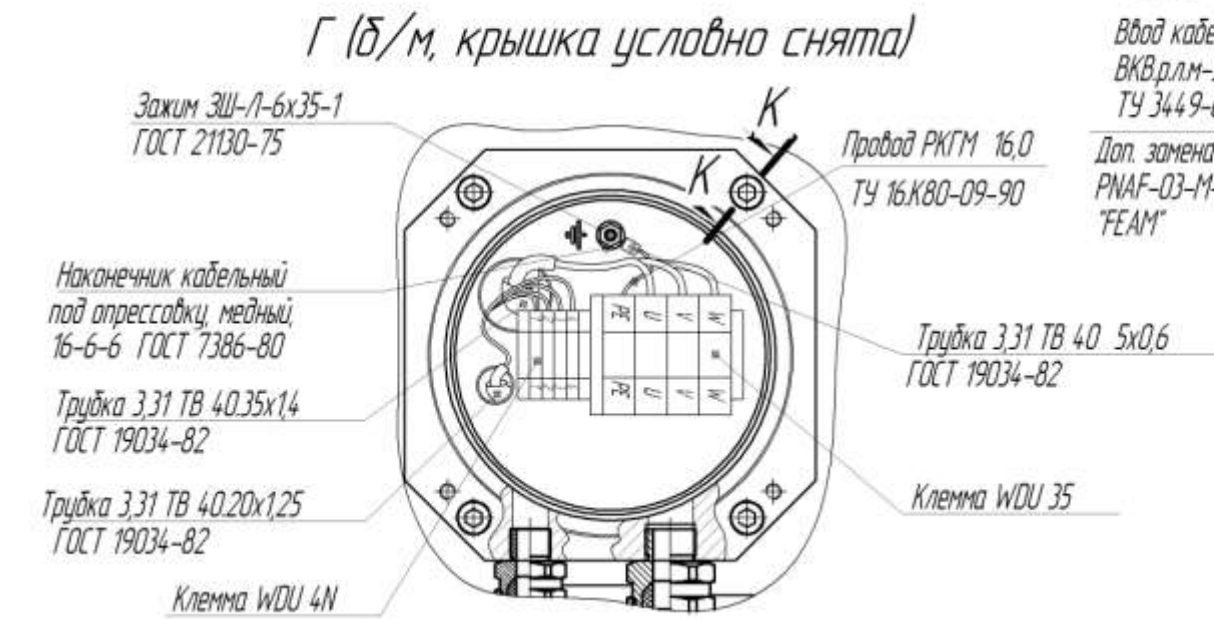 Г (б/м, крышка условно снята)
Зажим ЗШ-Л-6х35-1
ГОСТ 21130-75
К
К
Провод РКГМ 16,0
ТУ 16.К80-09-90
Ввод кабе
ВКВ.р.л.м-
ТУ 3449-
Доп. замена
PNAF-03-М-
"FEAM"
Наконечник кабельный
под опрессовку, медный,
16-6-6 ГОСТ 7386-80
Трубка 3,31 ТВ 40.35х1,4
ГОСТ 19034-82
Трубка 3,31 ТВ 40.20х1,25
ГОСТ 19034-82
Клемма WDU 4N
PE U V W
PE U V W
Трубка 3,31 ТВ 40 5х0,6
ГОСТ 19034-82
Клемма WDU 35